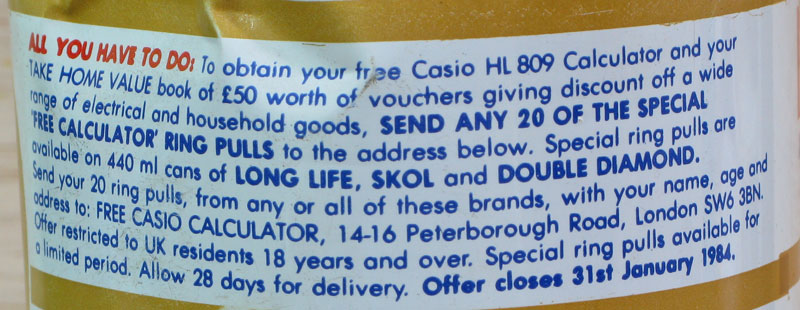 ALL YOU HAVE TO DO: To obtain your free Casio HL 809 Calculator and your
TAKE HOME VALUE book of £50 worth of vouchers giving discount off a wide
range of electrical and household goods, SEND ANY 20 OF THE SPECIAL
'FREE CALCULATOR' RING PULLS to the address below. Special ring pulls are
available on 440 ml cans of LONG LIFE, SKOL and DOUBLE DIAMOND.
Send your 20 ring pulls, from any or all of these brands, with your name, age and
address to: FREE CASIO CALCULATOR, 14-16 Peterborough Road, London SW6 3BN.
Offer restricted to UK residents 18 years and over. Special ring pulls available for
a limited period. Allow 28 days for delivery. Offer closes 31st January 1984.